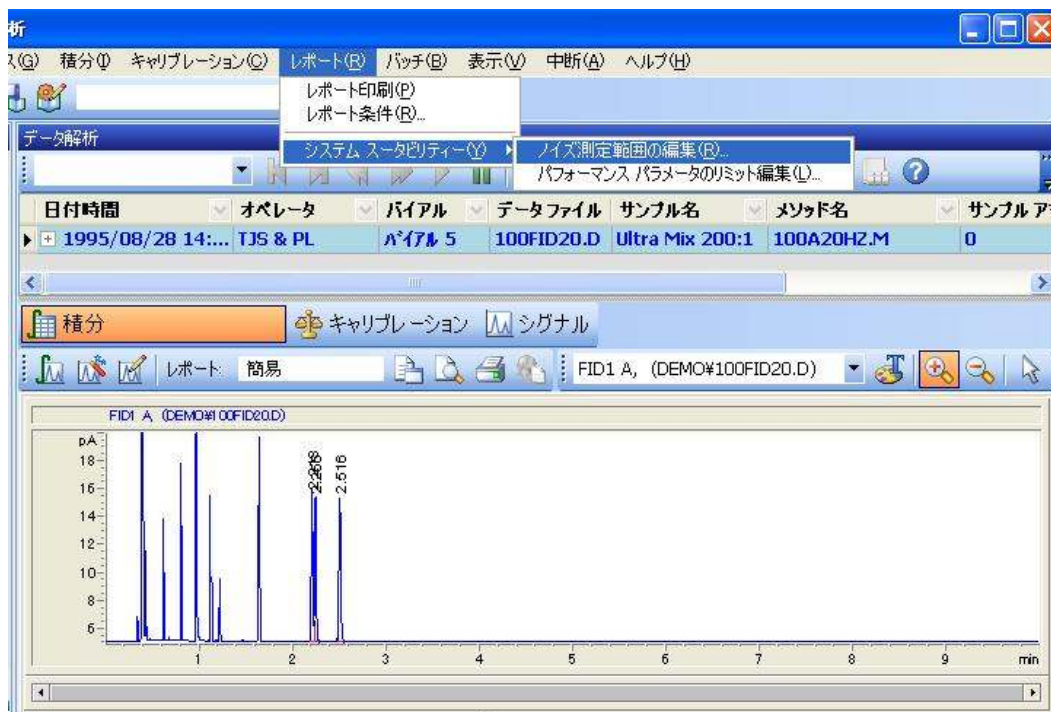 析
ス(G) 積分(I) キャリブレーション(C) レポート(R) バッチ(B) 表示(V) 中断(A) ヘルプ(H)
レポート印刷(P)
レポート条件(R)...
システム スータビリティー(Y)
ノイズ測定範囲の編集(R)...
パフォーマンス パラメータのリミット編集(L)...
データ解析
日付時間 オペレータ バイアル データファイル サンプル名 メソッド名 サンプル ア
1995/08/28 14:... TJS & PL バイアル 5 100FID20.D Ultra Mix 200:1 100A20HZ.M 0
積分 キャリブレーション シグナル
レポート: 簡易 FID1 A, (DEMO¥100FID20.D)
FID1 A, (DEMO¥100FID20.D)
pA
18
16
14
12
10
8
6
2.516
1 2 3 4 5 6 7 8 9 min